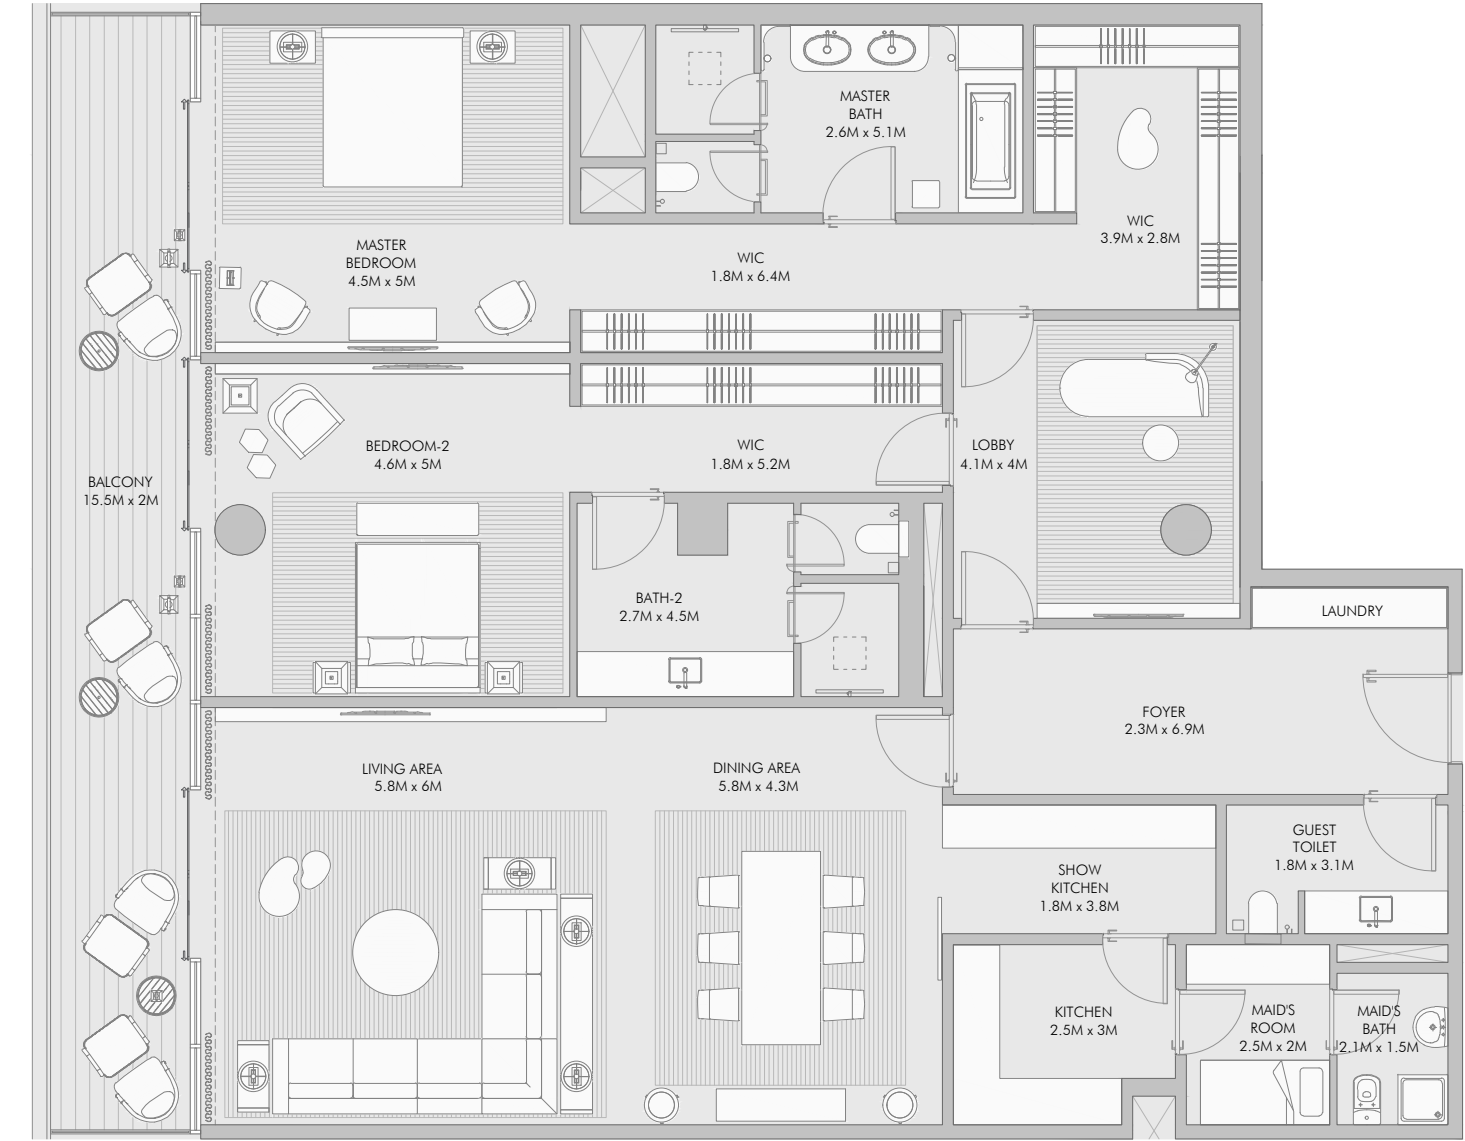 MASTER
BATH
2.6M x 5.1M
WIC
3.9M x 2.8M
MASTER
BEDROOM
4.5M x 5M
WIC
1.8M x 6.4M
BEDROOM-2
4.6M x 5M
WIC
1.8M x 5.2M
LOBBY
4.1M x 4M
BALCONY
15.5M x 2M
BATH-2
2.7M x 4.5M
LAUNDRY
FOYER
2.3M x 6.9M
LIVING AREA
5.8M x 6M
DINING AREA
5.8M x 4.3M
GUEST
TOILET
1.8M x 3.1M
SHOW
KITCHEN
1.8M x 3.8M
KITCHEN
2.5M x 3M
MAID'S
ROOM
2.5M x 2M
MAID'S
BATH
2.1M x 1.5M